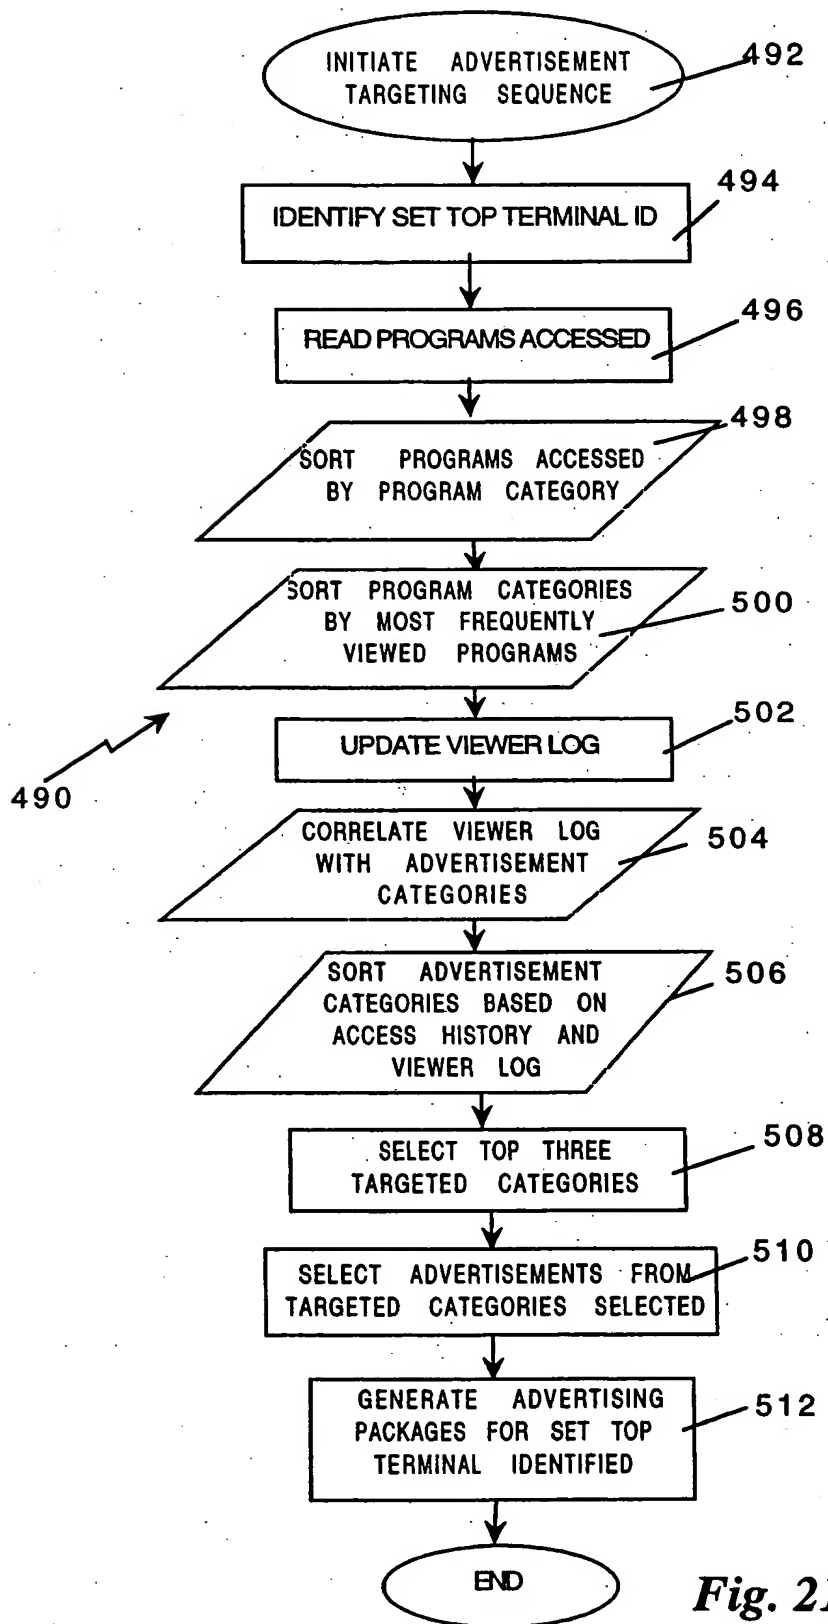 INITIATE ADVERTISEMENT
TARGETING SEQUENCE
492
IDENTIFY SET TOP TERMINAL ID
494
READ PROGRAMS ACCESSED
496
SORT PROGRAMS ACCESSED
BY PROGRAM CATEGORY
498
SORT PROGRAM CATEGORIES
BY MOST FREQUENTLY
VIEWED PROGRAMS
500
UPDATE VIEWER LOG
502
490
CORRELATE VIEWER LOG
WITH ADVERTISEMENT
CATEGORIES
504
SORT ADVERTISEMENT
CATEGORIES BASED ON
ACCESS HISTORY AND
VIEWER LOG
506
SELECT TOP THREE
TARGETED CATEGORIES
508
SELECT ADVERTISEMENTS FROM
TARGETED CATEGORIES SELECTED
510
GENERATE ADVERTISING
PACKAGES FOR SET TOP
TERMINAL IDENTIFIED
512
END
Fig. 21